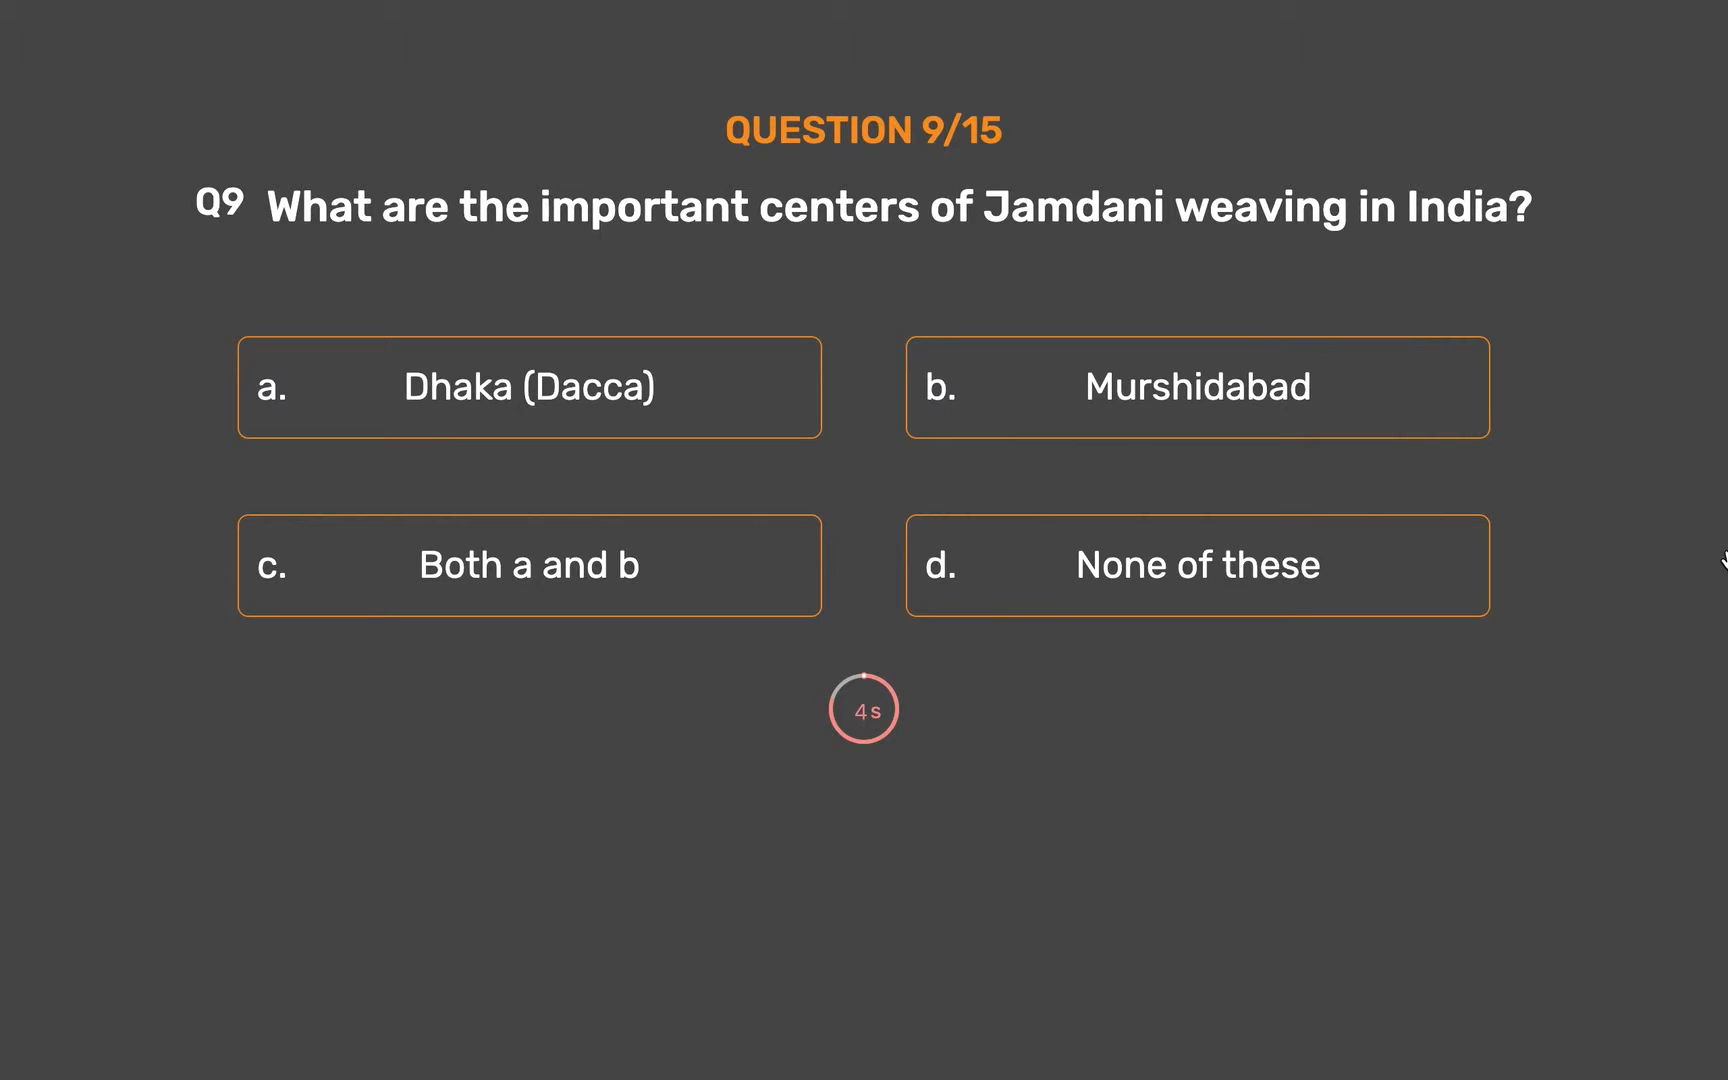 QUESTION 9/15
Q9 What are the important centers of Jamdani weaving in India?
a. Dhaka (Dacca)
b. Murshidabad
c. Both a and b
d. None of these
4 s